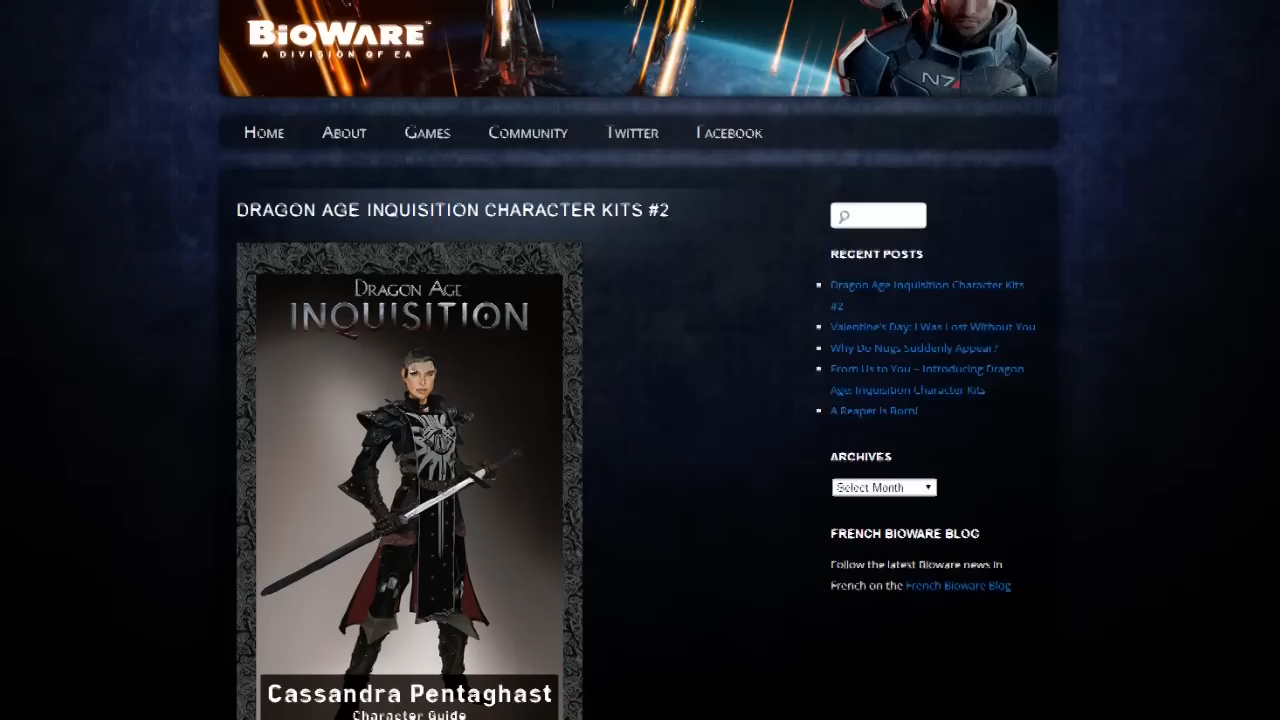 BIOWARE™
A DIVISION OF EA
N7
HOME ABOUT GAMES COMMUNITY TWITTER FACEBOOK
DRAGON AGE INQUISITION CHARACTER KITS #2
DRAGON AGE
INQUISITION
Cassandra Pentaghast
Character Guide
RECENT POSTS
Dragon Age Inquisition Character Kits
#2
Valentine's Day: I Was Lost Without You
Why Do Nugs Suddenly Appear?
From Us to You – Introducing Dragon
Age: Inquisition Character Kits
A Reaper is Born!
ARCHIVES
Select Month
FRENCH BIOWARE BLOG
Follow the latest Bioware news in
French on the French Bioware Blog